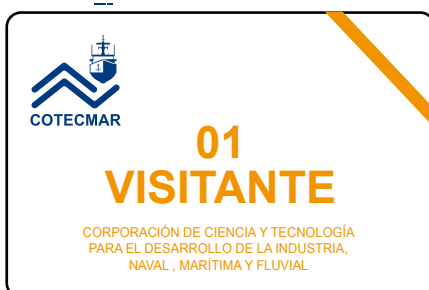 COTECMAR
01
VISITANTE
CORPORACIÓN DE CIENCIA Y TECNOLOGÍA
PARA EL DESARROLLO DE LA INDUSTRIA,
NAVAL , MARÍTIMA Y FLUVIAL